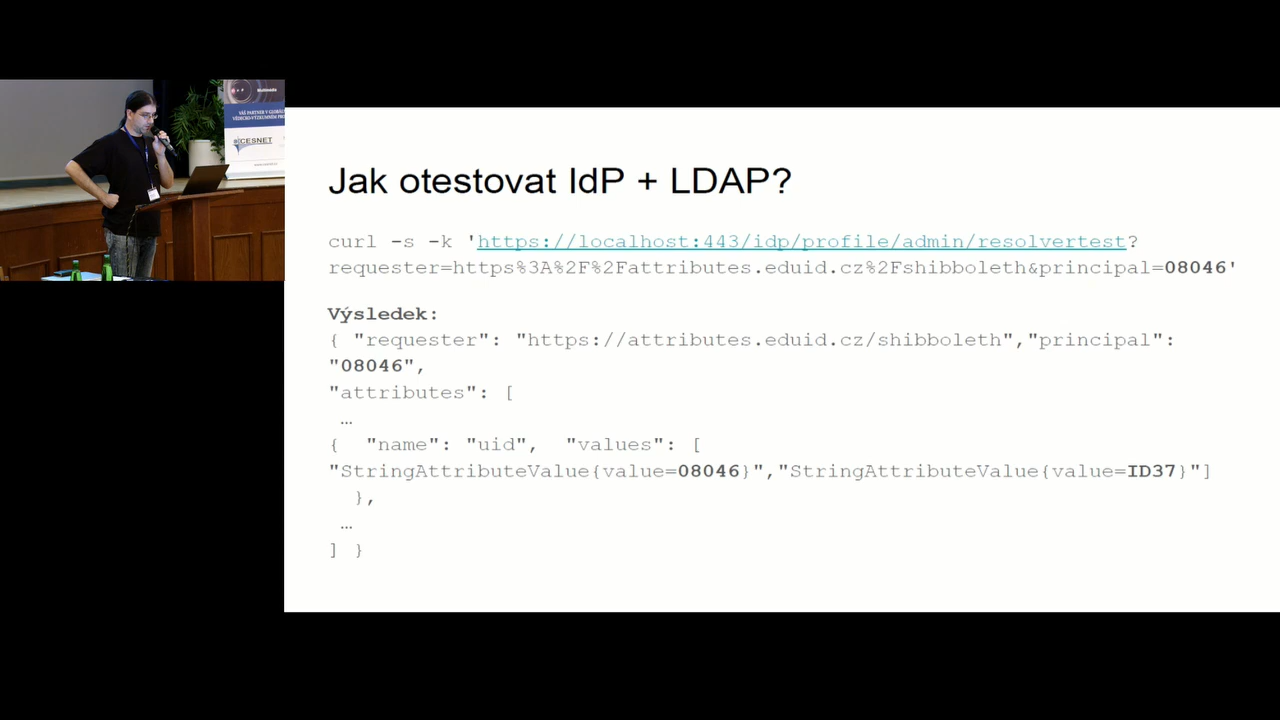 VÁŠ PARTNER V
CESNET
Jak otestovat IdP + LDAP?
curl -s -k 'https://localhost:443/idp/profile/admin/resolvertest?
requester=https%3A%2F%2Fattributes.eduid.cz%2Fshibboleth&principal=08046'
Výsledek:
{ "requester": "https://attributes.eduid.cz/shibboleth","principal":
"08046",
"attributes": [
…
{  "name": "uid",  "values": [
"StringAttributeValue{value=08046}","StringAttributeValue{value=ID37}"]
},
…
] }